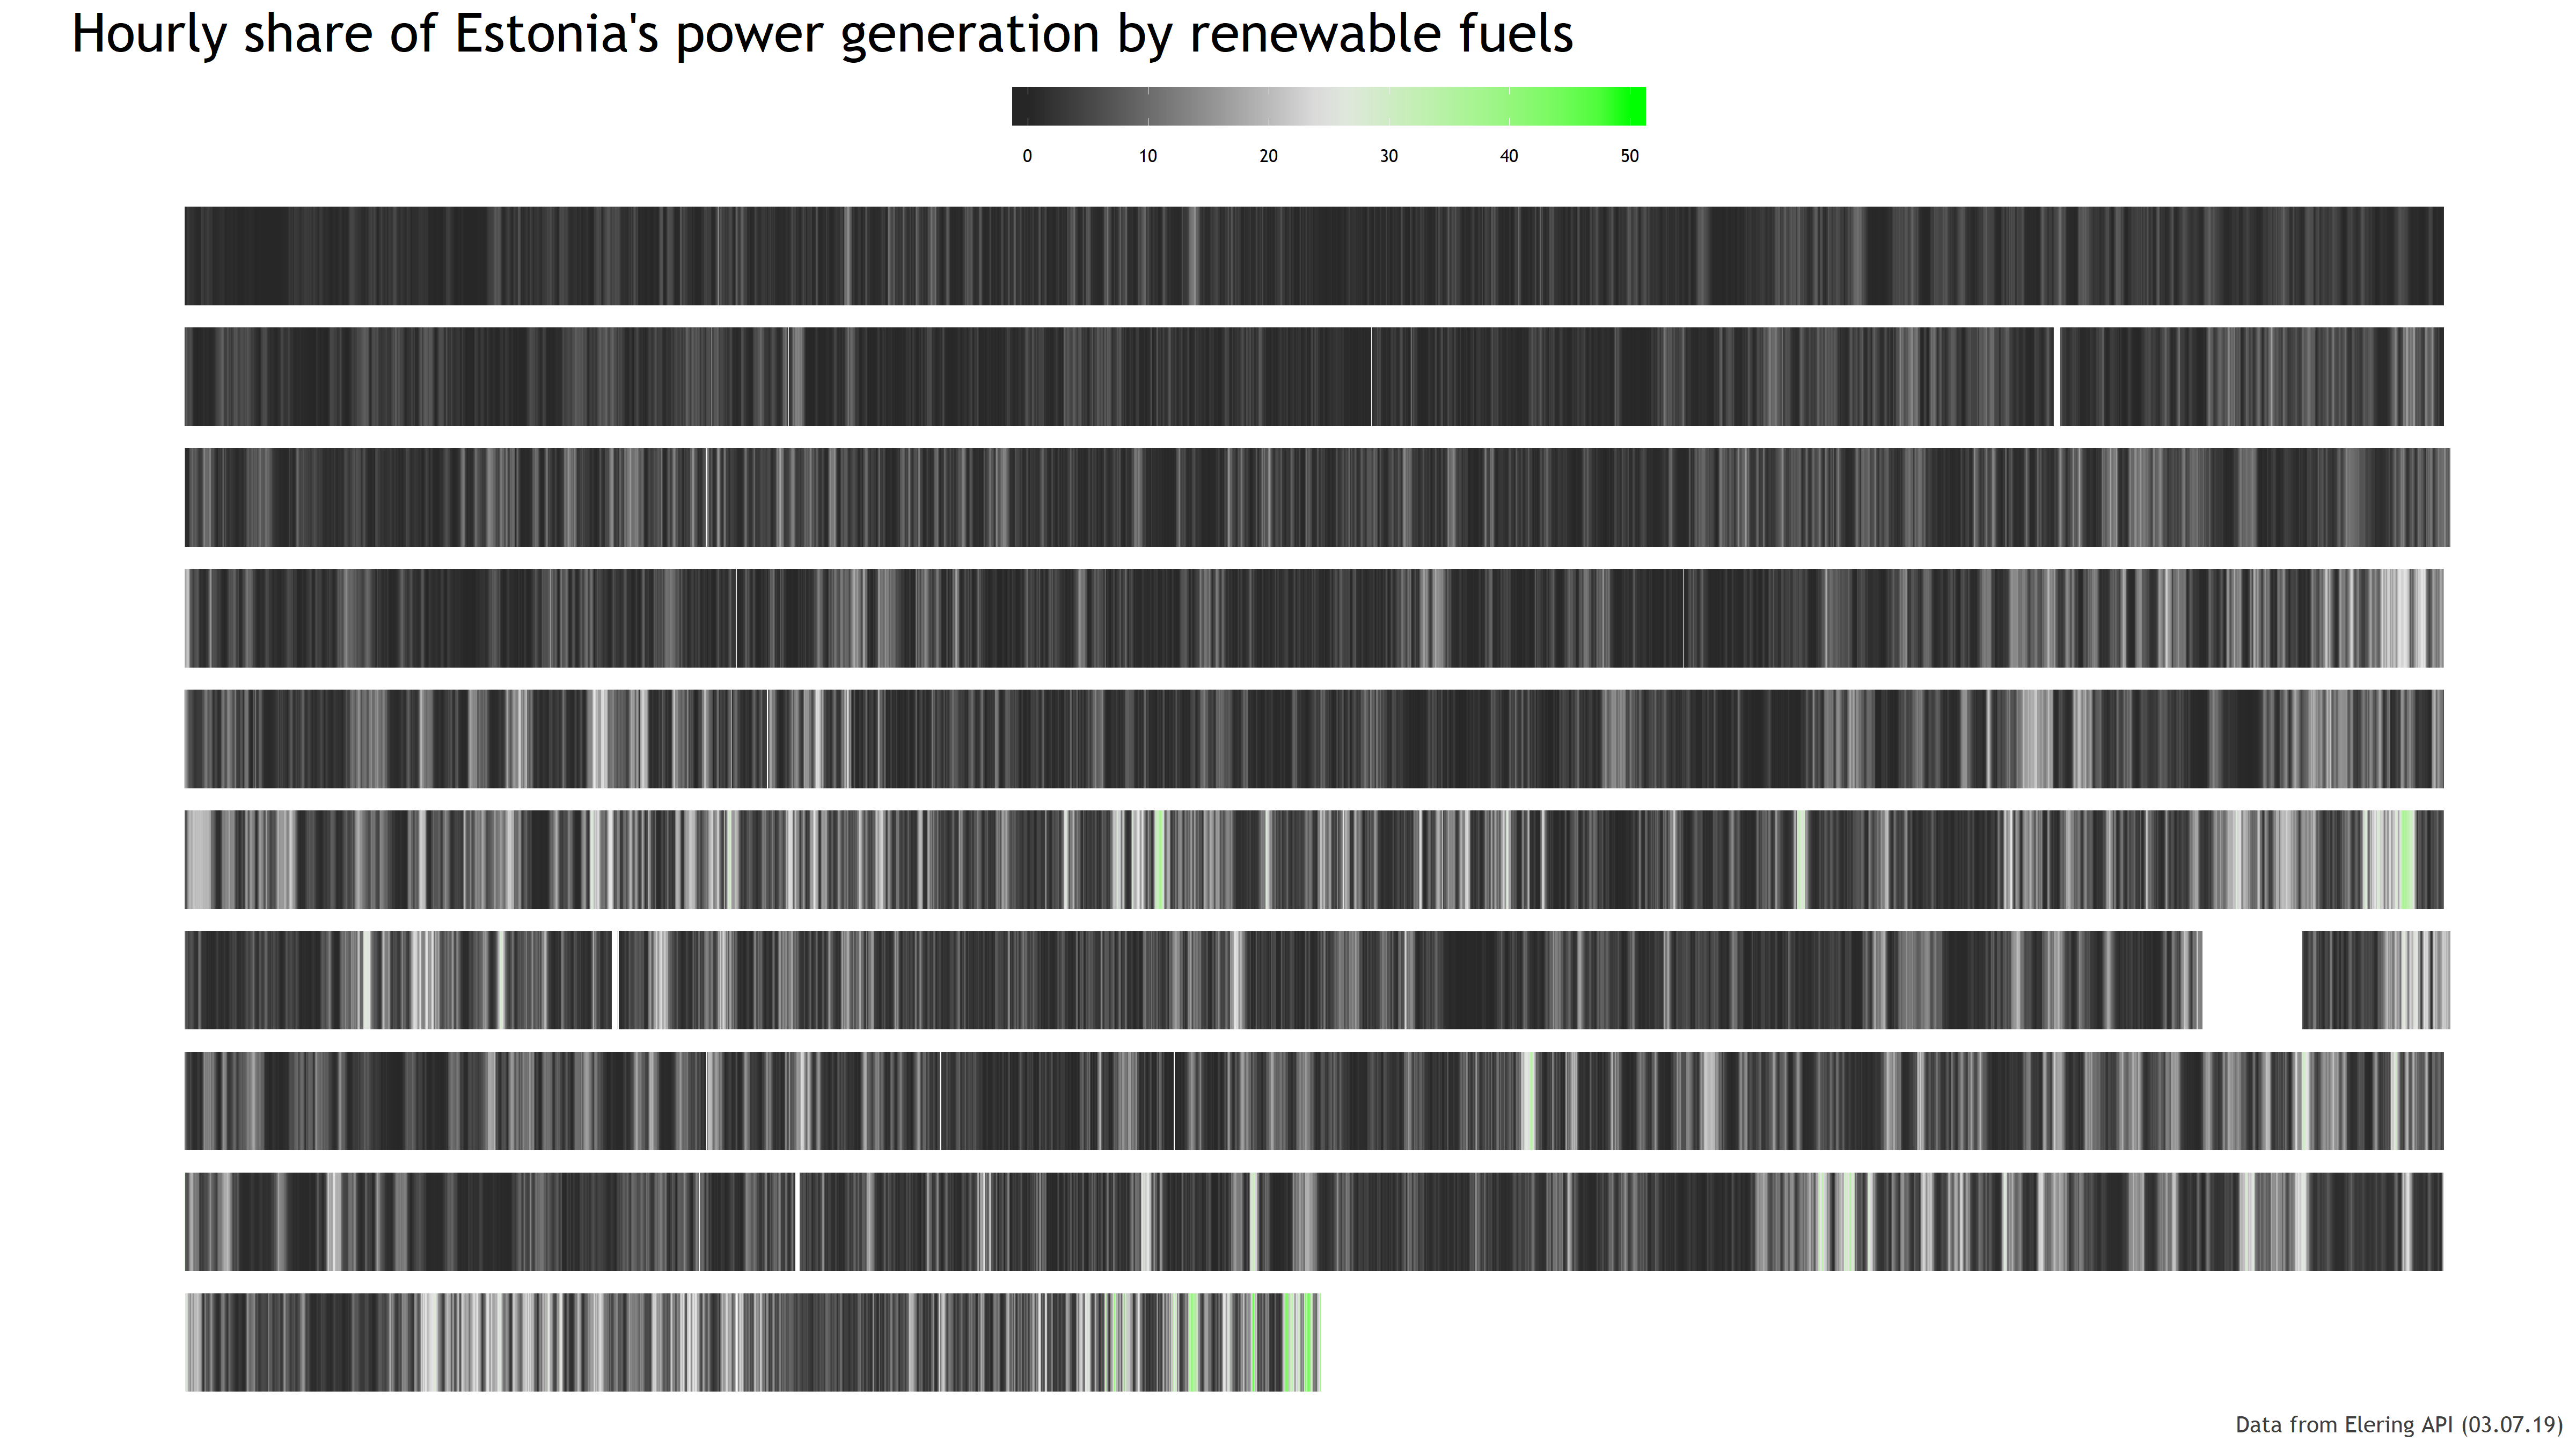 Hourly share of Estonia's power generation by renewable fuels
0 10 20 30 40 50
Data from Elering API (03.07.19)